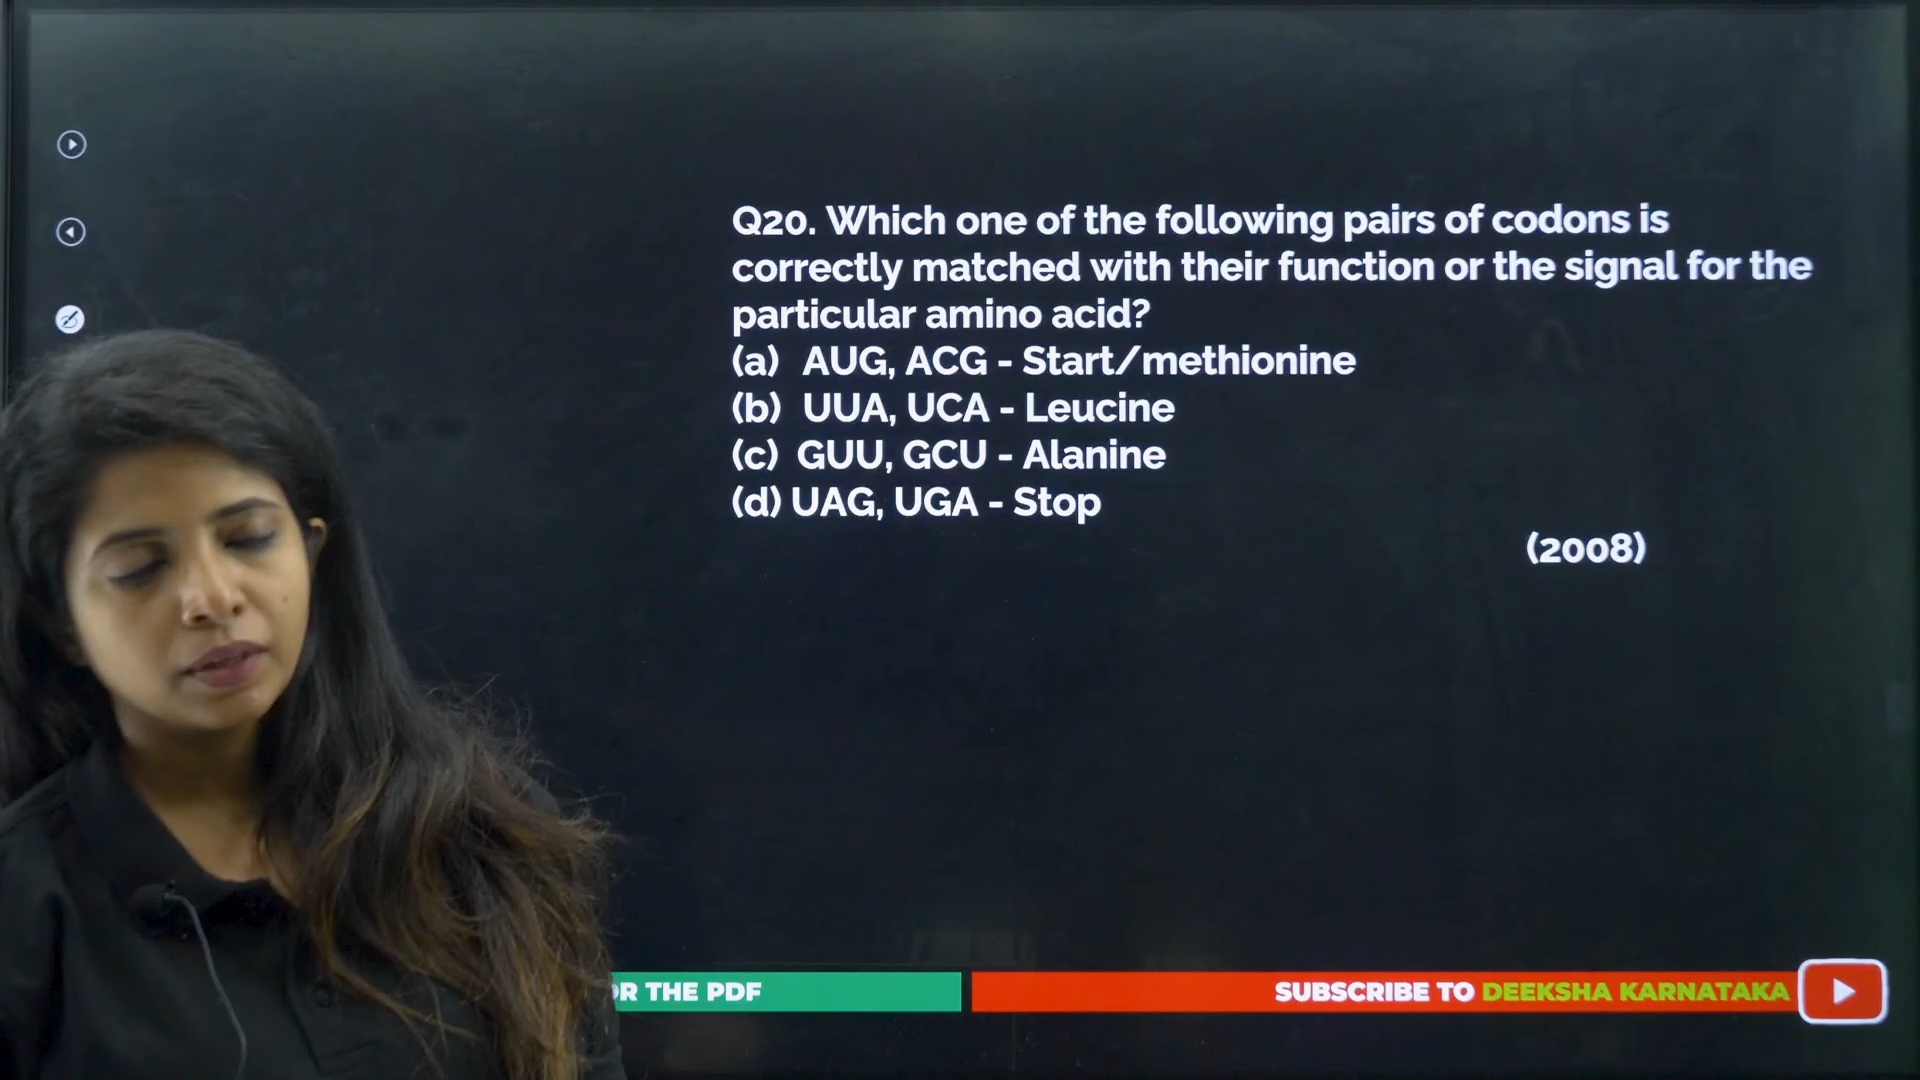 Q20. Which one of the following pairs of codons is
correctly matched with their function or the signal for the
particular amino acid?
(a) AUG, ACG - Start/methionine
(b) UUA, UCA - Leucine
(c) GUU, GCU - Alanine
(d) UAG, UGA - Stop
(2008)
THE PDF
SUBSCRIBE TO DEEKSHA KARNATAKA